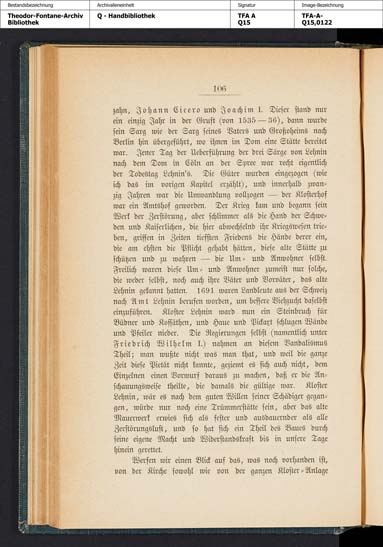 Bestandsbezeichnung Archivalieneinheit Signatur Image-Bezeichnung
Theodor-Fontane-Archiv Q - Handbibliothek TFA A TFA-A-
Bibliothek Q15 Q15,0122
106
zahn, Johann Cicero und Joachim I. Dieser stand nur
ein einzig Jahr in der Gruft (von 1535—36), dann wurde
sein Sarg wie der Sarg seines Vaters und Großoheims nach
Berlin hin übergeführt, wo ihnen im Dom eine Stätte bereitet
war. Jener Tag der Ueberführung der drei Särge von Lehnin
nach dem Dom in Cöln an der Spree war recht eigentlich
der Todestag Lehnin's. Die Güter wurden eingezogen (wie
ich das im vorigen Kapitel erzählt), und innerhalb zwan-
zig Jahren war die Umwandlung vollzogen — der Klosterhof
war ein Amtshof geworden. Der Krieg kam und begann sein
Werk der Zerstörung, aber schlimmer als die Hand der Schwe-
den und Kaiserlichen, die hier abwechselnd ihr Kriegswesen trie-
ben, griffen in Zeiten tiefsten Friedens die Hände derer ein,
die am ehsten die Pflicht gehabt hätten, diese alte Stätte zu
schützen und zu wahren — die Um- und Anwohner selbst.
Freilich waren diese Um- und Anwohner zumeist nur solche,
die weder selbst, noch auch ihre Väter und Vorväter, das alte
Lehnin gekannt hatten. 1691 waren Landleute aus der Schweiz
nach Amt Lehnin berufen worden, um bessere Viehzucht daselbst
einzuführen. Kloster Lehnin ward nun ein Steinbruch für
Büdner und Kossäthen, und Haue und Pickaxt schlugen Wände
und Pfeiler nieder. Die Regierungen selbst (namentlich unter
Friedrich Wilhelm I.) nahmen an diesem Vandalismus
Theil; man wußte nicht was man that, und weil die ganze
Zeit diese Pietät nicht kannte, geziemt es sich auch nicht, dem
Einzelnen einen Vorwurf daraus zu machen, daß er die An-
schauungsweise theilte, die damals die gültige war. Kloster
Lehnin, wär es nach dem guten Willen seiner Schädiger gegan-
gen, würde nur noch eine Trümmerstätte sein, aber das alte
Mauerwerk erwies sich als fester und ausdauernder als alle
Zerstörungslust, und so hat sich ein Theil des Baues durch
seine eigene Macht und Widerstandskraft bis in unsere Tage
hinein gerettet.
Werfen wir einen Blick auf das, was noch vorhanden ist,
von der Kirche sowohl wie von der ganzen Kloster-Anlage